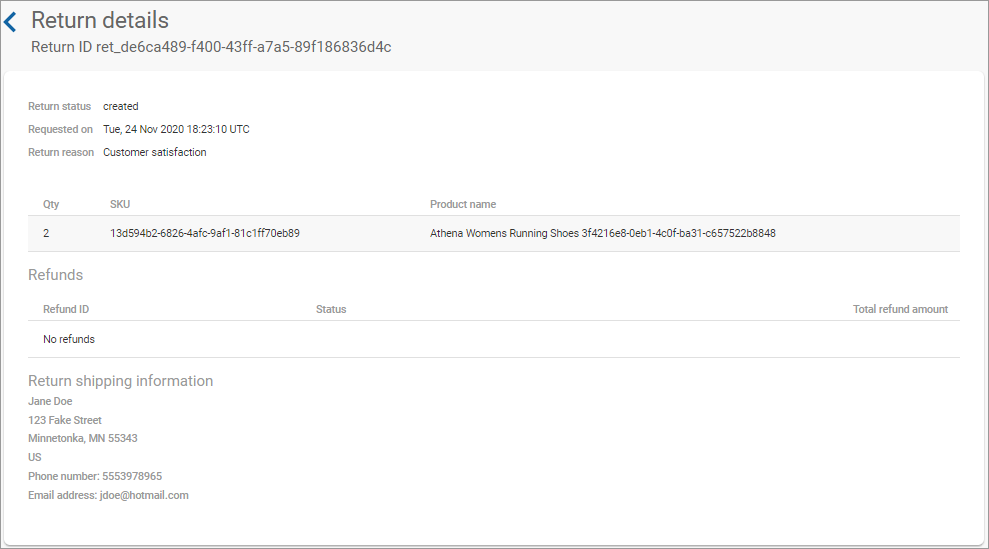 Return details
Return ID ret_de6ca489-f400-43ff-a7a5-89f186836d4c
Return status created
Requested on Tue, 24 Nov 2020 18:23:10 UTC
Return reason Customer satisfaction
Qty SKU Product name
2 13d594b2-6826-4afc-9af1-81c1ff70eb89 Athena Womens Running Shoes 3f4216e8-0eb1-4c0f-ba31-c657522b8848
Refunds
Refund ID Status Total refund amount
No refunds
Return shipping information
Jane Doe
123 Fake Street
Minnetonka, MN 55343
US
Phone number: 5553978965
Email address: jdoe@hotmail.com